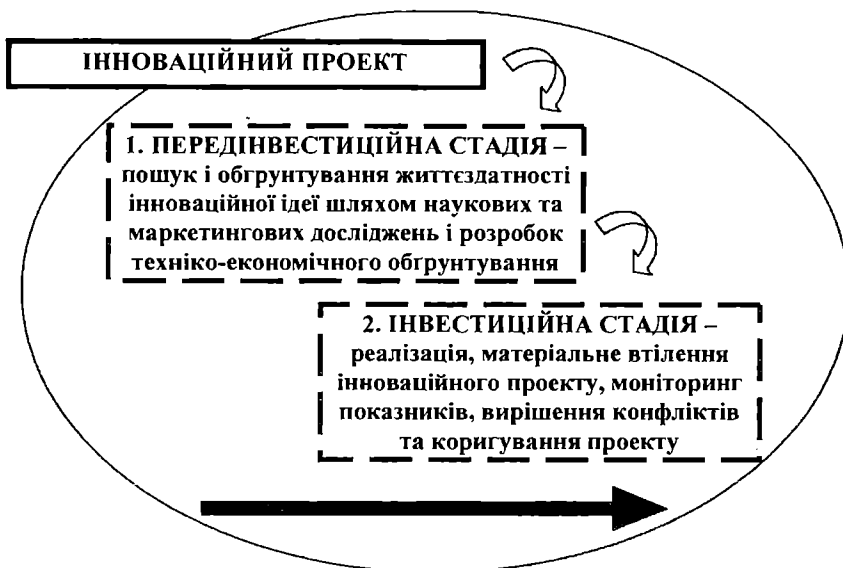 ІННОВАЦІЙНИЙ ПРОЕКТ
1. ПЕРЕДІНВЕСТИЦІЙНА СТАДІЯ –
пошук і обгрунтування життєздатності
інноваційної ідеї шляхом наукових та
маркетингових досліджень і розробок
техніко-економічного обґрунтування
2. ІНВЕСТИЦІЙНА СТАДІЯ –
реалізація, матеріальне втілення
інноваційного проекту, моніторинг
показників, вирішення конфліктів
та коригування проекту